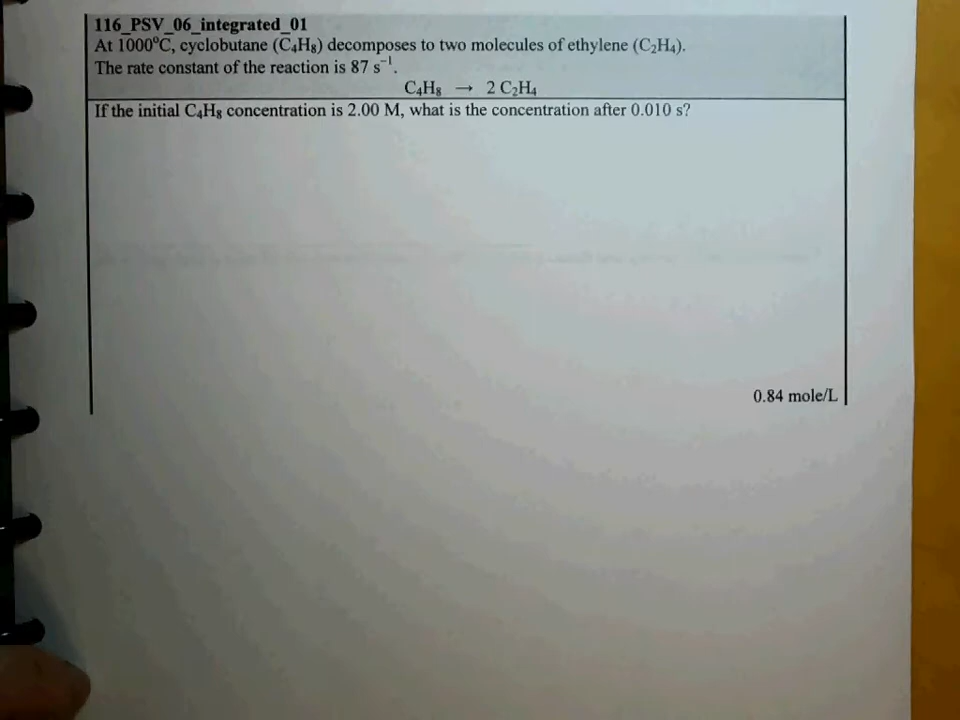 116_PSV_06_integrated_01
At 1000°C, cyclobutane (C₄H₈) decomposes to two molecules of ethylene (C₂H₄).
The rate constant of the reaction is 87 s⁻¹.
C₄H₈ → 2 C₂H₄
If the initial C₄H₈ concentration is 2.00 M, what is the concentration after 0.010 s?
0.84 mole/L